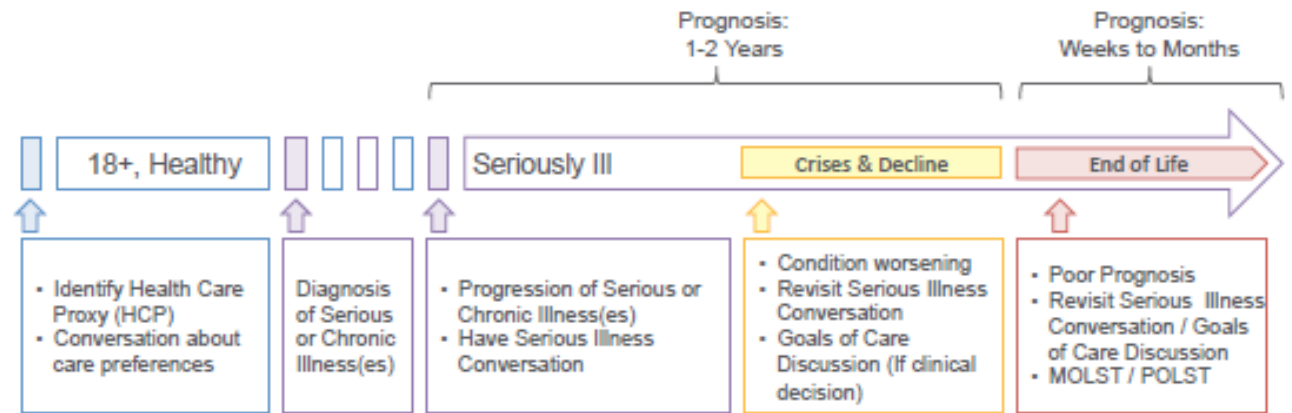 Prognosis:
1-2 Years
Prognosis:
Weeks to Months
18+, Healthy
Seriously Ill
Crises & Decline
End of Life
▪ Identify Health Care
Proxy (HCP)
▪ Conversation about
care preferences
Diagnosis
of Serious
or Chronic
Illness(es)
▪ Progression of Serious or
Chronic Illness(es)
▪ Have Serious Illness
Conversation
▪ Condition worsening
▪ Revisit Serious Illness
Conversation
▪ Goals of Care
Discussion (If clinical
decision)
▪ Poor Prognosis
▪ Revisit Serious Illness
Conversation / Goals
of Care Discussion
▪ MOLST / POLST